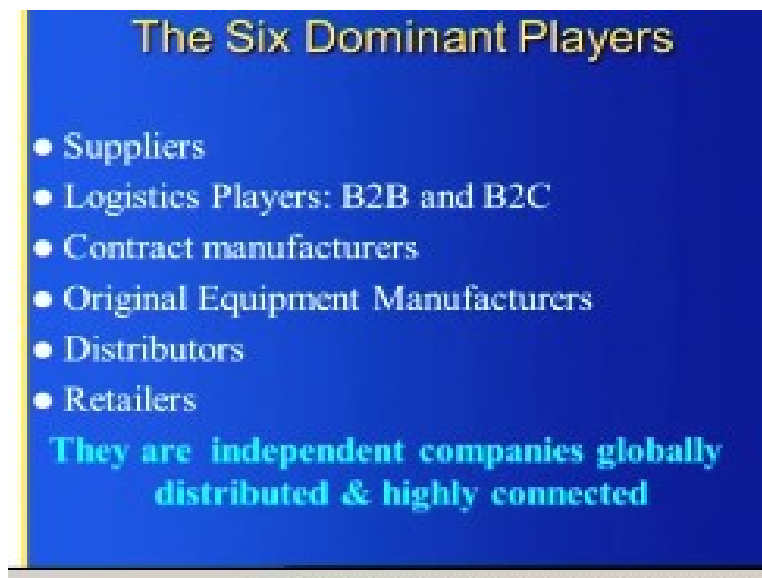 The Six Dominant Players
Suppliers
Logistics Players: B2B and B2C
Contract manufacturers
Original Equipment Manufacturers
Distributors
Retailers
They are independent companies globally
distributed & highly connected